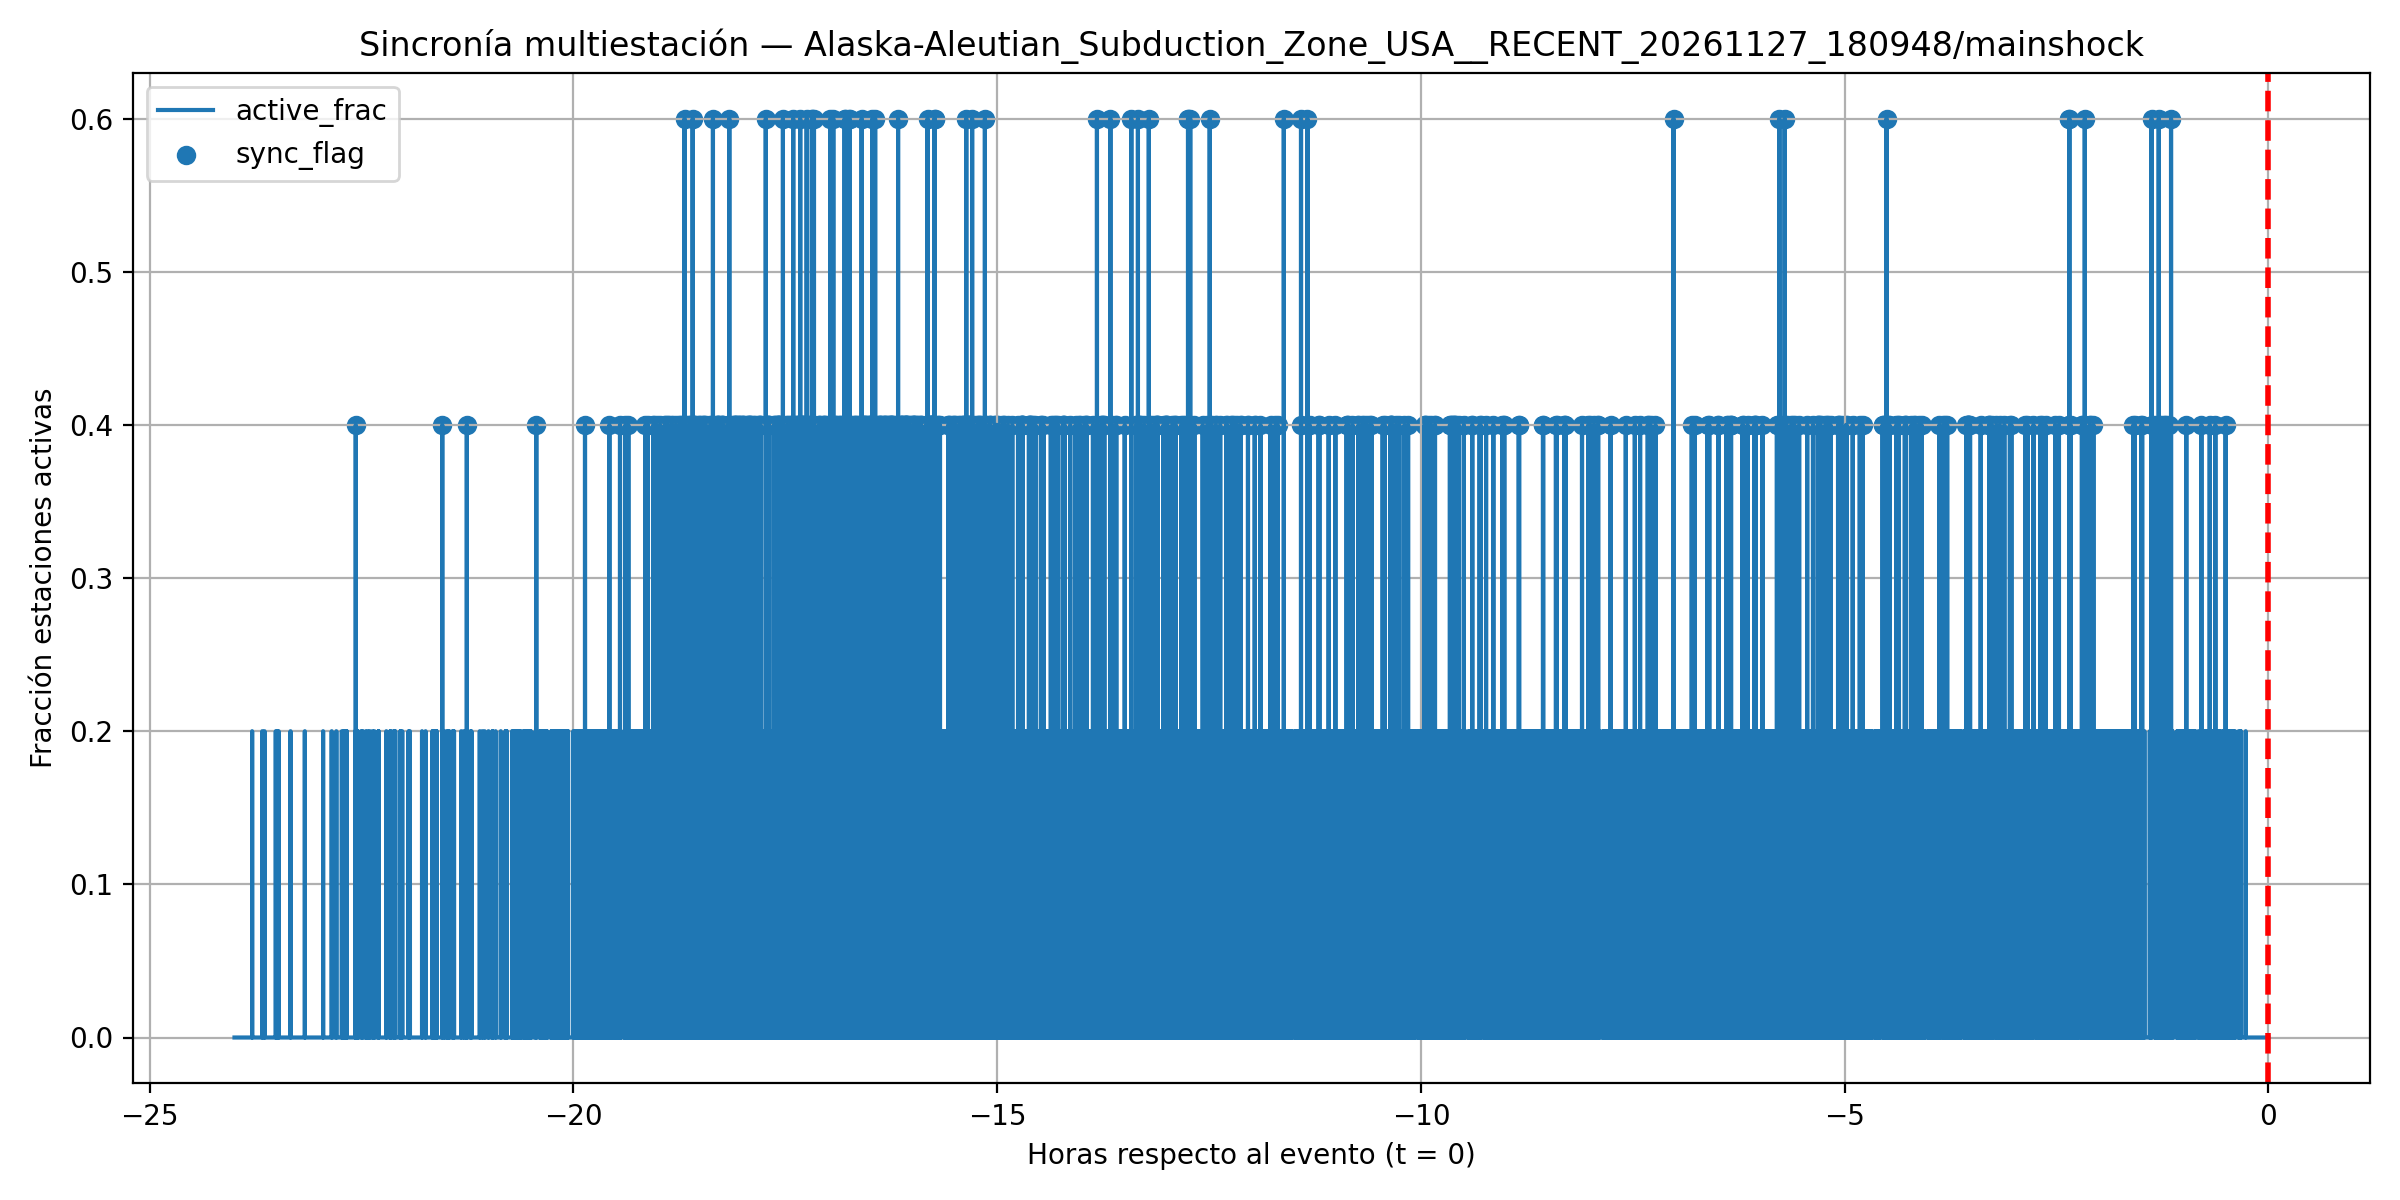 Sincronía multiestación — Alaska-Aleutian_Subduction_Zone_USA__RECENT_20261127_180948/mainshock
active_frac
sync_flag
Fracción estaciones activas
0.6
0.5
0.4
0.3
0.2
0.1
0.0
−25
−20
−15
−10
−5
0
Horas respecto al evento (t = 0)